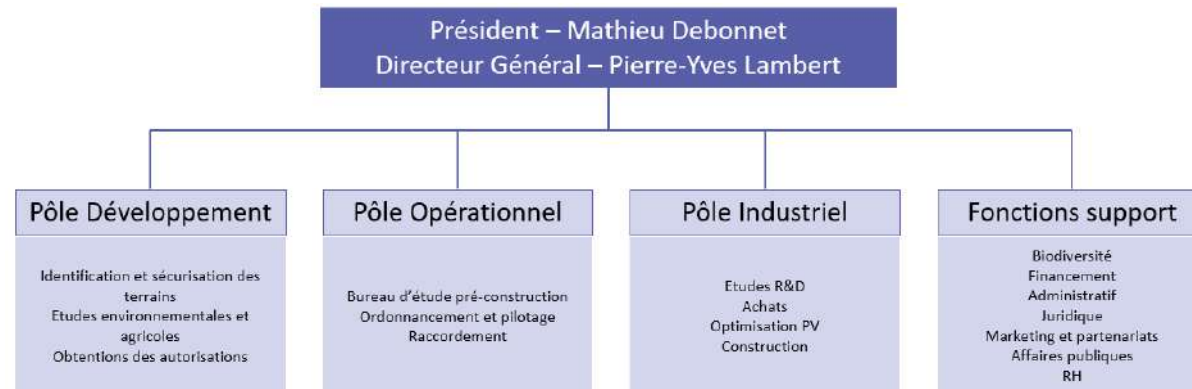 Président – Mathieu Debonnet
Directeur Général – Pierre-Yves Lambert
Pôle Développement
Identification et sécurisation des
terrains
Etudes environnementales et
agricoles
Obtentions des autorisations
Pôle Opérationnel
Bureau d'étude pré-construction
Ordonnancement et pilotage
Raccordement
Pôle Industriel
Etudes R&D
Achats
Optimisation PV
Construction
Fonctions support
Biodiversité
Financement
Administratif
Juridique
Marketing et partenariats
Affaires publiques
RH